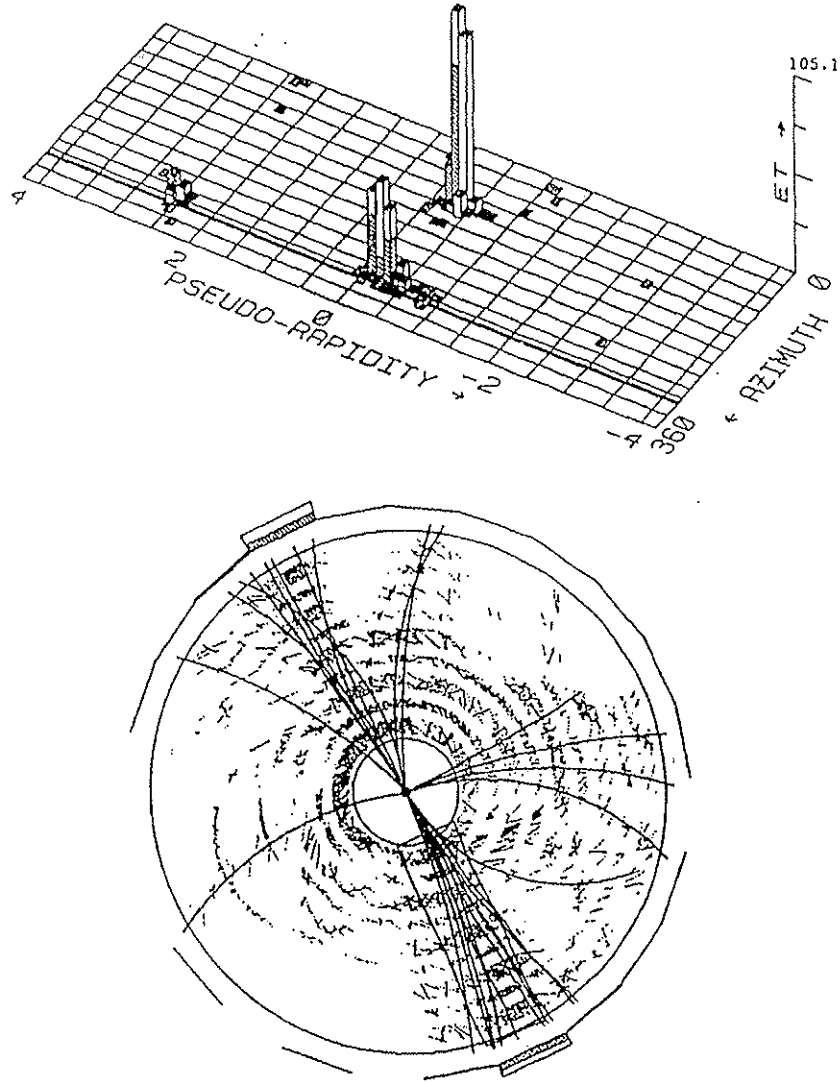 105.1
ET →
4
2
0
-2
-4
PSEUDO-RAPIDITY →
0
← AZIMUTH
360